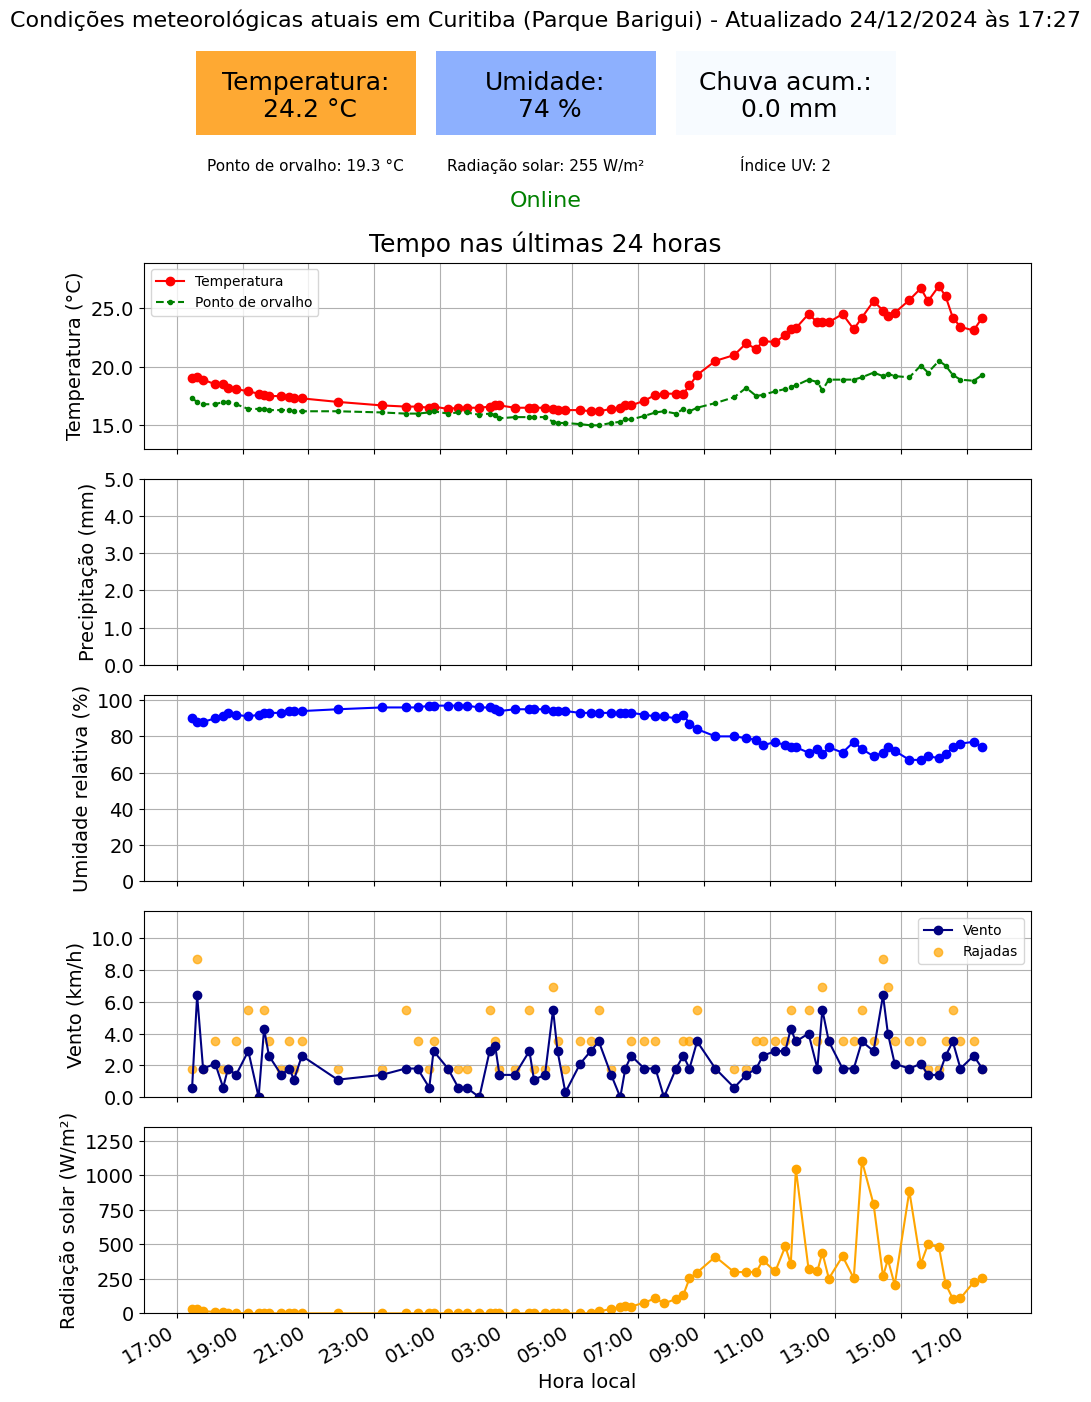 Condições meteorológicas atuais em Curitiba (Parque Barigui) - Atualizado 24/12/2024 às 17:27
Temperatura:
24.2 °C
Umidade:
74 %
Chuva acum.:
0.0 mm
Ponto de orvalho: 19.3 °C
Radiação solar: 255 W/m²
Índice UV: 2
Online
Tempo nas últimas 24 horas
Temperatura (°C)
25.0
20.0
15.0
Temperatura
Ponto de orvalho
Precipitação (mm)
5.0
4.0
3.0
2.0
1.0
0.0
Umidade relativa (%)
100
80
60
40
20
0
Vento (km/h)
10.0
8.0
6.0
4.0
2.0
0.0
Vento
Rajadas
Radiação solar (W/m²)
1250
1000
750
500
250
0
17:00
19:00
21:00
23:00
01:00
03:00
05:00
07:00
09:00
11:00
13:00
15:00
17:00
Hora local